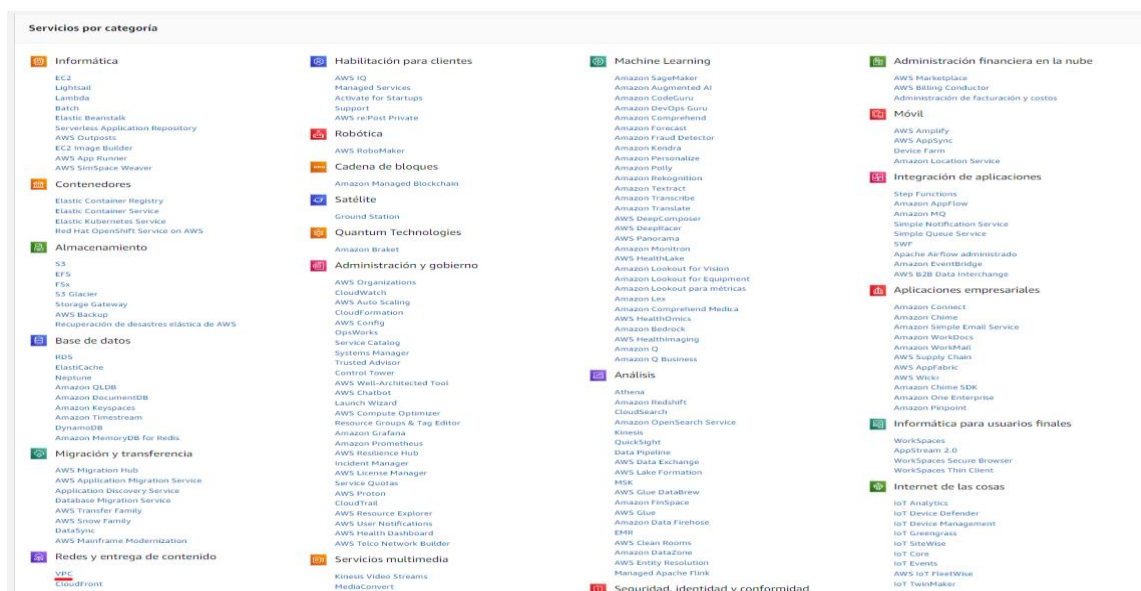 Servicios por categoría
Informática
EC2
Lightsail
Lambda
Batch
Elastic Beanstalk
Serverless Application Repository
AWS Outposts
EC2 Image Builder
AWS App Runner
AWS SimSpace Weaver
Contenedores
Elastic Container Registry
Elastic Container Service
Elastic Kubernetes Service
Red Hat OpenShift Service on AWS
Almacenamiento
S3
EFS
FSx
S3 Glacier
Storage Gateway
AWS Backup
Recuperación de desastres elástica de AWS
Base de datos
RDS
ElastiCache
Neptune
Amazon QLDB
Amazon DocumentDB
Amazon Keyspaces
Amazon Timestream
DynamoDB
Amazon MemoryDB for Redis
Migración y transferencia
AWS Migration Hub
AWS Application Migration Service
Application Discovery Service
Database Migration Service
AWS Transfer Family
AWS Snow Family
DataSync
AWS Mainframe Modernization
Redes y entrega de contenido
VPC
CloudFront
Habilitación para clientes
AWS IQ
Managed Services
Activate for Startups
Support
AWS re:Post Private
Robótica
AWS RoboMaker
Cadena de bloques
Amazon Managed Blockchain
Satélite
Ground Station
Quantum Technologies
Amazon Braket
Administración y gobierno
AWS Organizations
CloudWatch
AWS Auto Scaling
CloudFormation
AWS Config
OpsWorks
Service Catalog
Systems Manager
Trusted Advisor
Control Tower
AWS Well-Architected Tool
AWS Chatbot
Launch Wizard
AWS Compute Optimizer
Resource Groups & Tag Editor
Amazon Grafana
Amazon Prometheus
AWS Resilience Hub
Incident Manager
AWS License Manager
Service Quotas
AWS Proton
CloudTrail
AWS Resource Explorer
AWS User Notifications
AWS Health Dashboard
AWS Telco Network Builder
Servicios multimedia
Kinesis Video Streams
MediaConvert
Machine Learning
Amazon SageMaker
Amazon Augmented AI
Amazon CodeGuru
Amazon DevOps Guru
Amazon Comprehend
Amazon Forecast
Amazon Fraud Detector
Amazon Kendra
Amazon Personalize
Amazon Polly
Amazon Rekognition
Amazon Textract
Amazon Transcribe
Amazon Translate
AWS DeepComposer
AWS DeepRacer
AWS Panorama
Amazon Monitron
AWS HealthLake
Amazon Lookout for Vision
Amazon Lookout for Equipment
Amazon Lookout para métricas
Amazon Lex
Amazon Comprehend Medical
AWS HealthOmics
Amazon Bedrock
AWS HealthImaging
Amazon Q
Amazon Q Business
Análisis
Athena
Amazon Redshift
CloudSearch
Amazon OpenSearch Service
Kinesis
QuickSight
Data Pipeline
AWS Data Exchange
AWS Lake Formation
MSK
AWS Glue DataBrew
Amazon FinSpace
AWS Glue
Amazon Data Firehose
EMR
AWS Clean Rooms
Amazon DataZone
AWS Entity Resolution
Managed Apache Flink
Seguridad, identidad y conformidad
Administración financiera en la nube
AWS Marketplace
AWS Billing Conductor
Administración de facturación y costos
Móvil
AWS Amplify
AWS AppSync
Device Farm
Amazon Location Service
Integración de aplicaciones
Step Functions
Amazon AppFlow
Amazon MQ
Simple Notification Service
Simple Queue Service
SWF
Apache Airflow administrado
Amazon EventBridge
AWS B2B Data Interchange
Aplicaciones empresariales
Amazon Connect
Amazon Chime
Amazon Simple Email Service
Amazon WorkDocs
Amazon WorkMail
AWS Supply Chain
AWS AppFabric
AWS Wickr
Amazon Chime SDK
Amazon One Enterprise
Amazon Pinpoint
Informática para usuarios finales
WorkSpaces
AppStream 2.0
WorkSpaces Secure Browser
WorkSpaces Thin Client
Internet de las cosas
IoT Analytics
IoT Device Defender
IoT Device Management
IoT Greengrass
IoT SiteWise
IoT Core
IoT Events
AWS IoT FleetWise
IoT TwinMaker